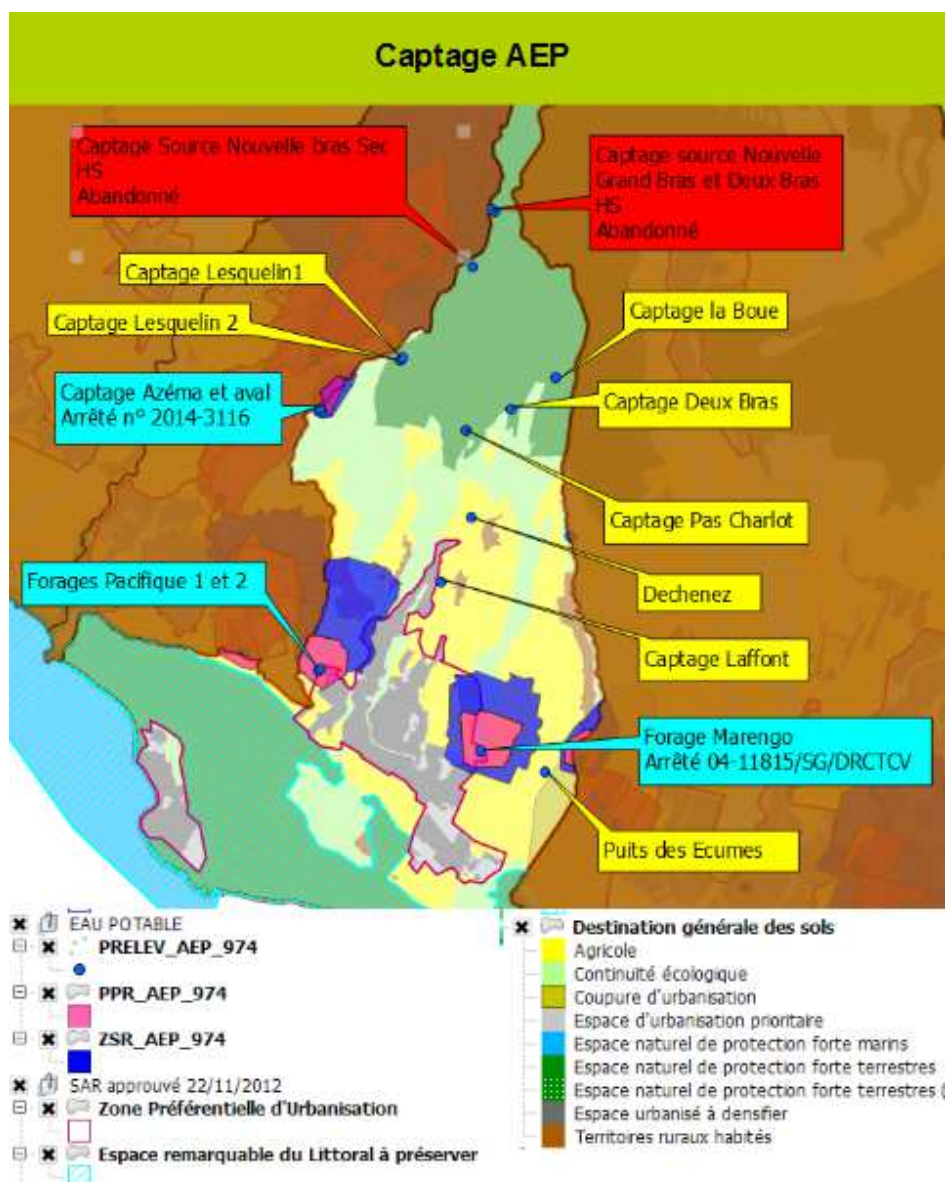 Captage AEP
Captage Source Nouvelle bras Sec
HS
Abandonné
Captage source Nouvelle
Grand Bras et Deux Bras
HS
Abandonné
Captage Lesquelin1
Captage Lesquelin 2
Captage la Boue
Captage Azéma et aval
Arrêté n° 2014-3116
Captage Deux Bras
Captage Pas Charlot
Forages Pacifique 1 et 2
Dechenez
Captage Laffont
Forage Marengo
Arrêté 04-11815/SG/DRCTCV
Puits des Ecumes
EAU POTABLE
PRELEV_AEP_974
PPR_AEP_974
ZSR_AEP_974
SAR approuvé 22/11/2012
Zone Préférentielle d'Urbanisation
Espace remarquable du Littoral à préserver
Destination générale des sols
Agricole
Continuité écologique
Coupure d'urbanisation
Espace d'urbanisation prioritaire
Espace naturel de protection forte marins
Espace naturel de protection forte terrestres
Espace naturel de protection forte terrestres (
Espace urbanisé à densifier
Territoires ruraux habités